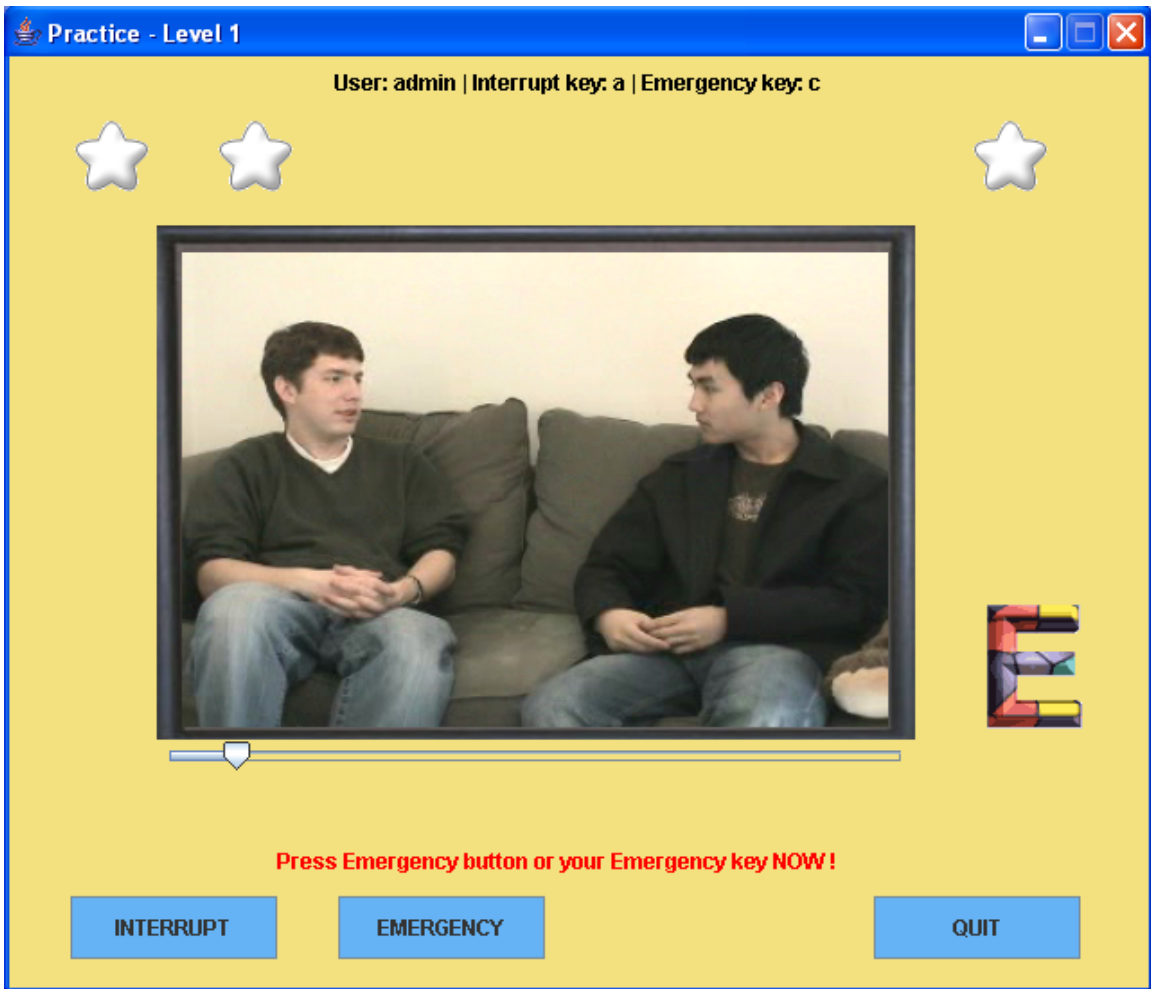 Practice - Level 1
User: admin | Interrupt key: a | Emergency key: c
E
Press Emergency button or your Emergency key NOW !
INTERRUPT
EMERGENCY
QUIT